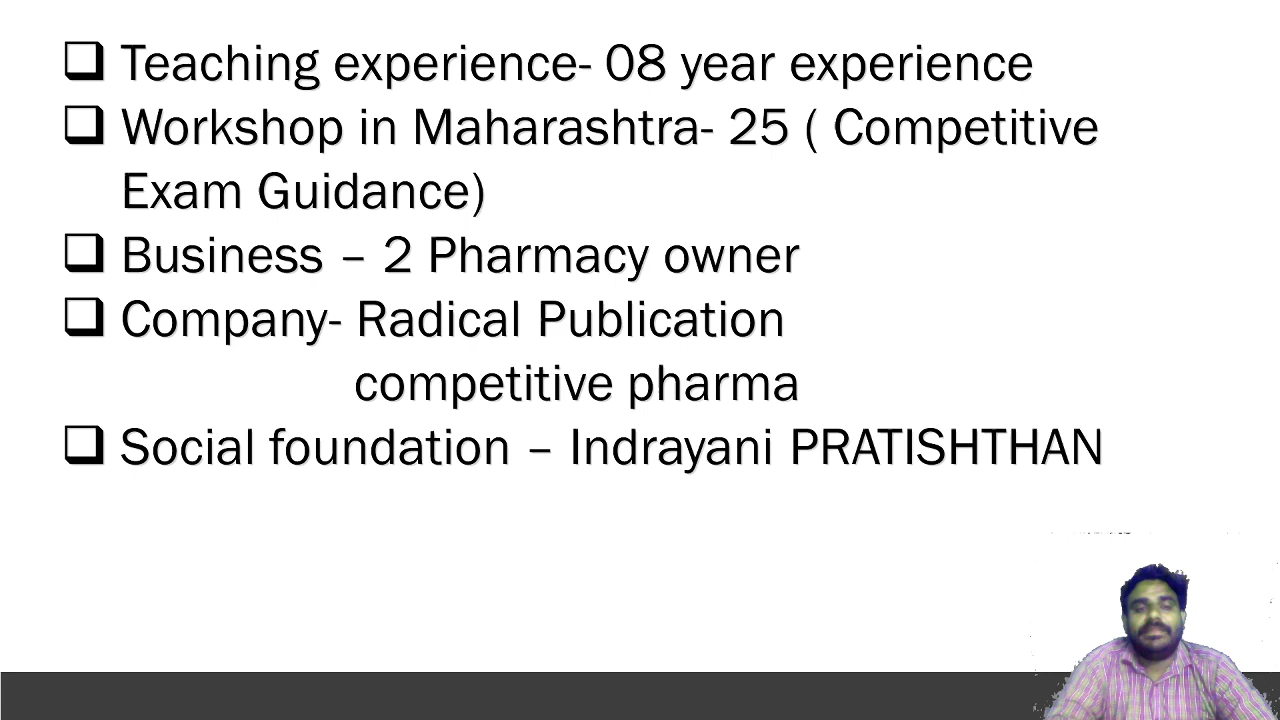 Teaching experience- 08 year experience
Workshop in Maharashtra- 25 ( Competitive
Exam Guidance)
Business – 2 Pharmacy owner
Company- Radical Publication
competitive pharma
Social foundation – Indrayani PRATISHTHAN